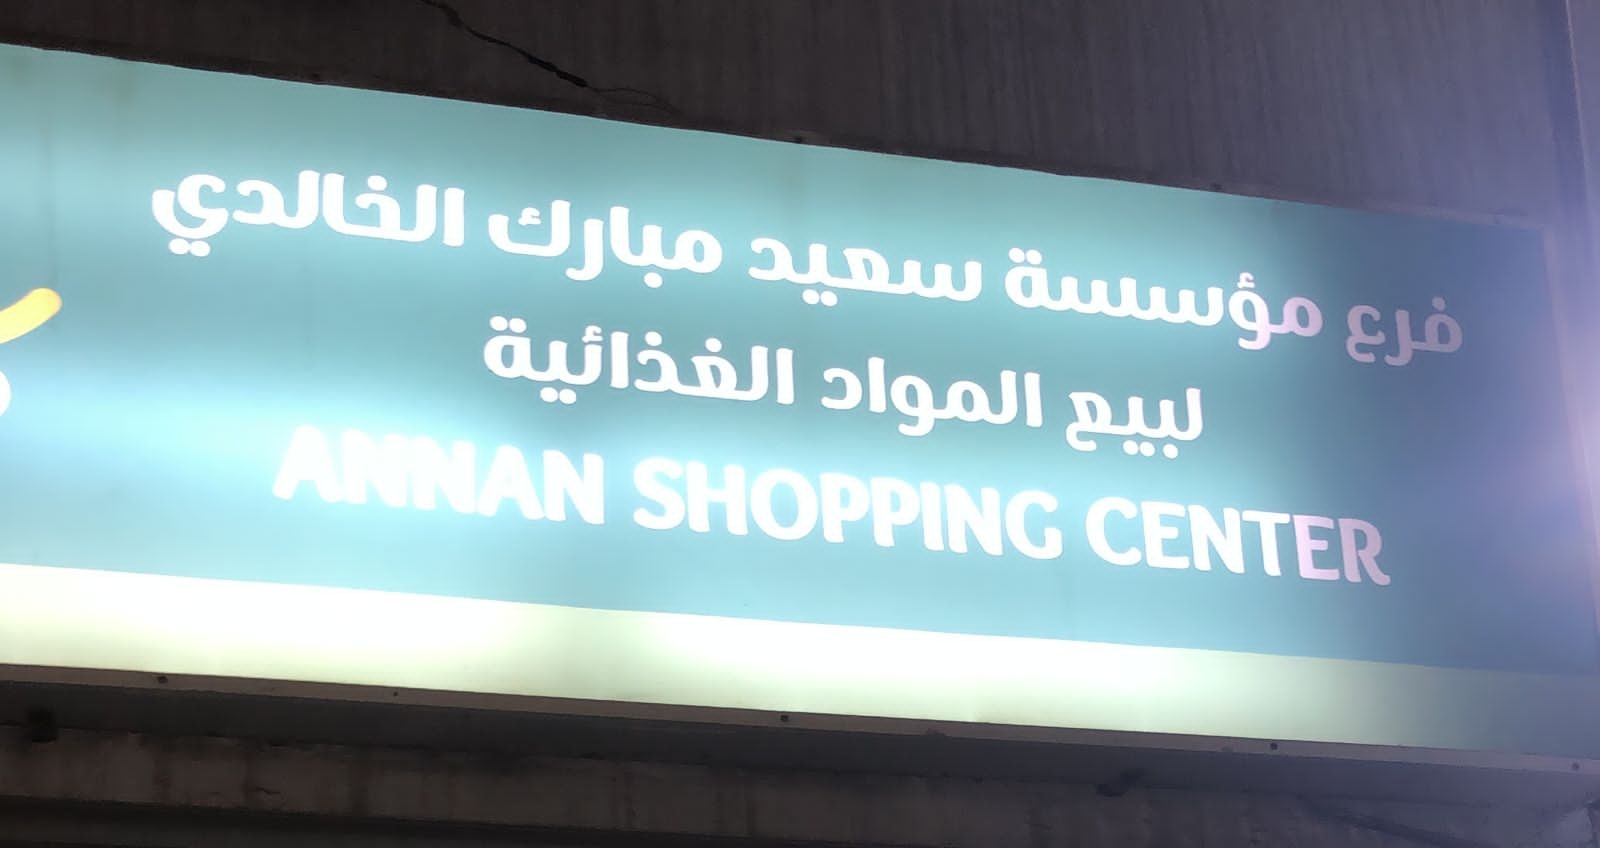 فرع مؤسسة سعيد مبارك الخالدي
لبيع المواد الغذائية
ANNAN SHOPPING CENTER